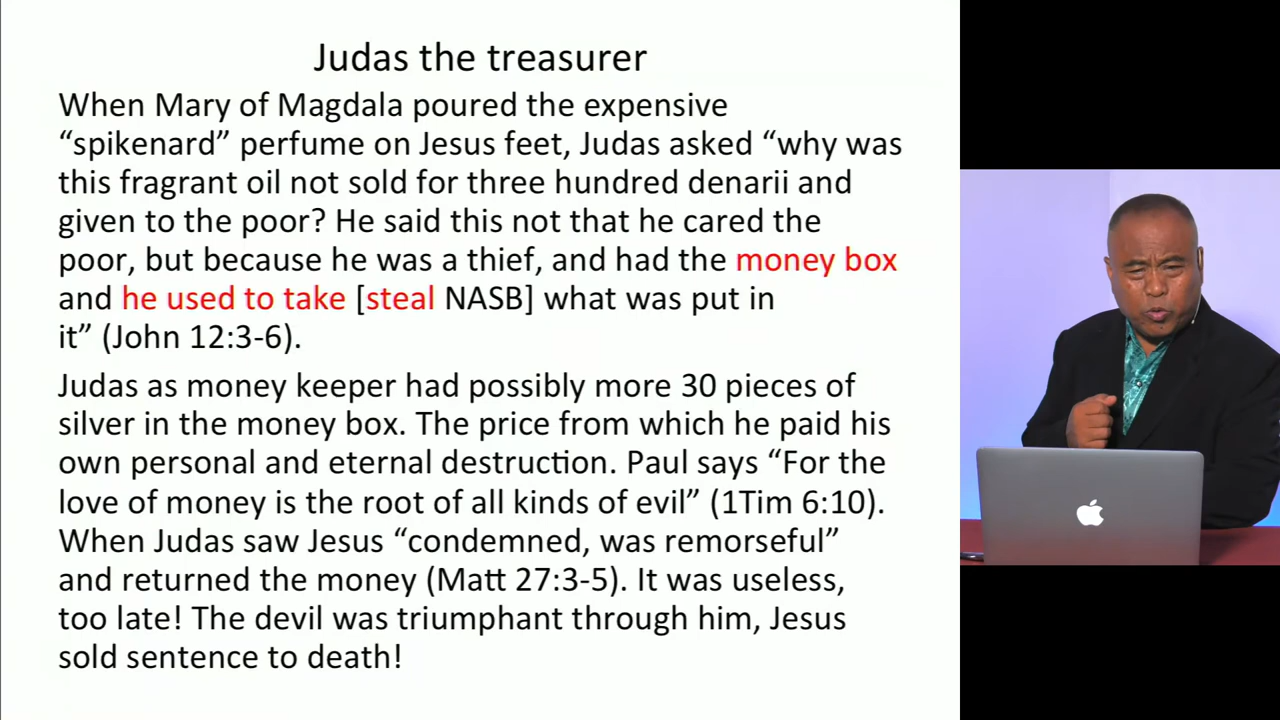 Judas the treasurer
When Mary of Magdala poured the expensive
“spikenard” perfume on Jesus feet, Judas asked “why was
this fragrant oil not sold for three hundred denarii and
given to the poor? He said this not that he cared the
poor, but because he was a thief, and had the money box
and he used to take [steal NASB] what was put in
it” (John 12:3-6).
Judas as money keeper had possibly more 30 pieces of
silver in the money box. The price from which he paid his
own personal and eternal destruction. Paul says “For the
love of money is the root of all kinds of evil” (1Tim 6:10).
When Judas saw Jesus “condemned, was remorseful”
and returned the money (Matt 27:3-5). It was useless,
too late! The devil was triumphant through him, Jesus
sold sentence to death!